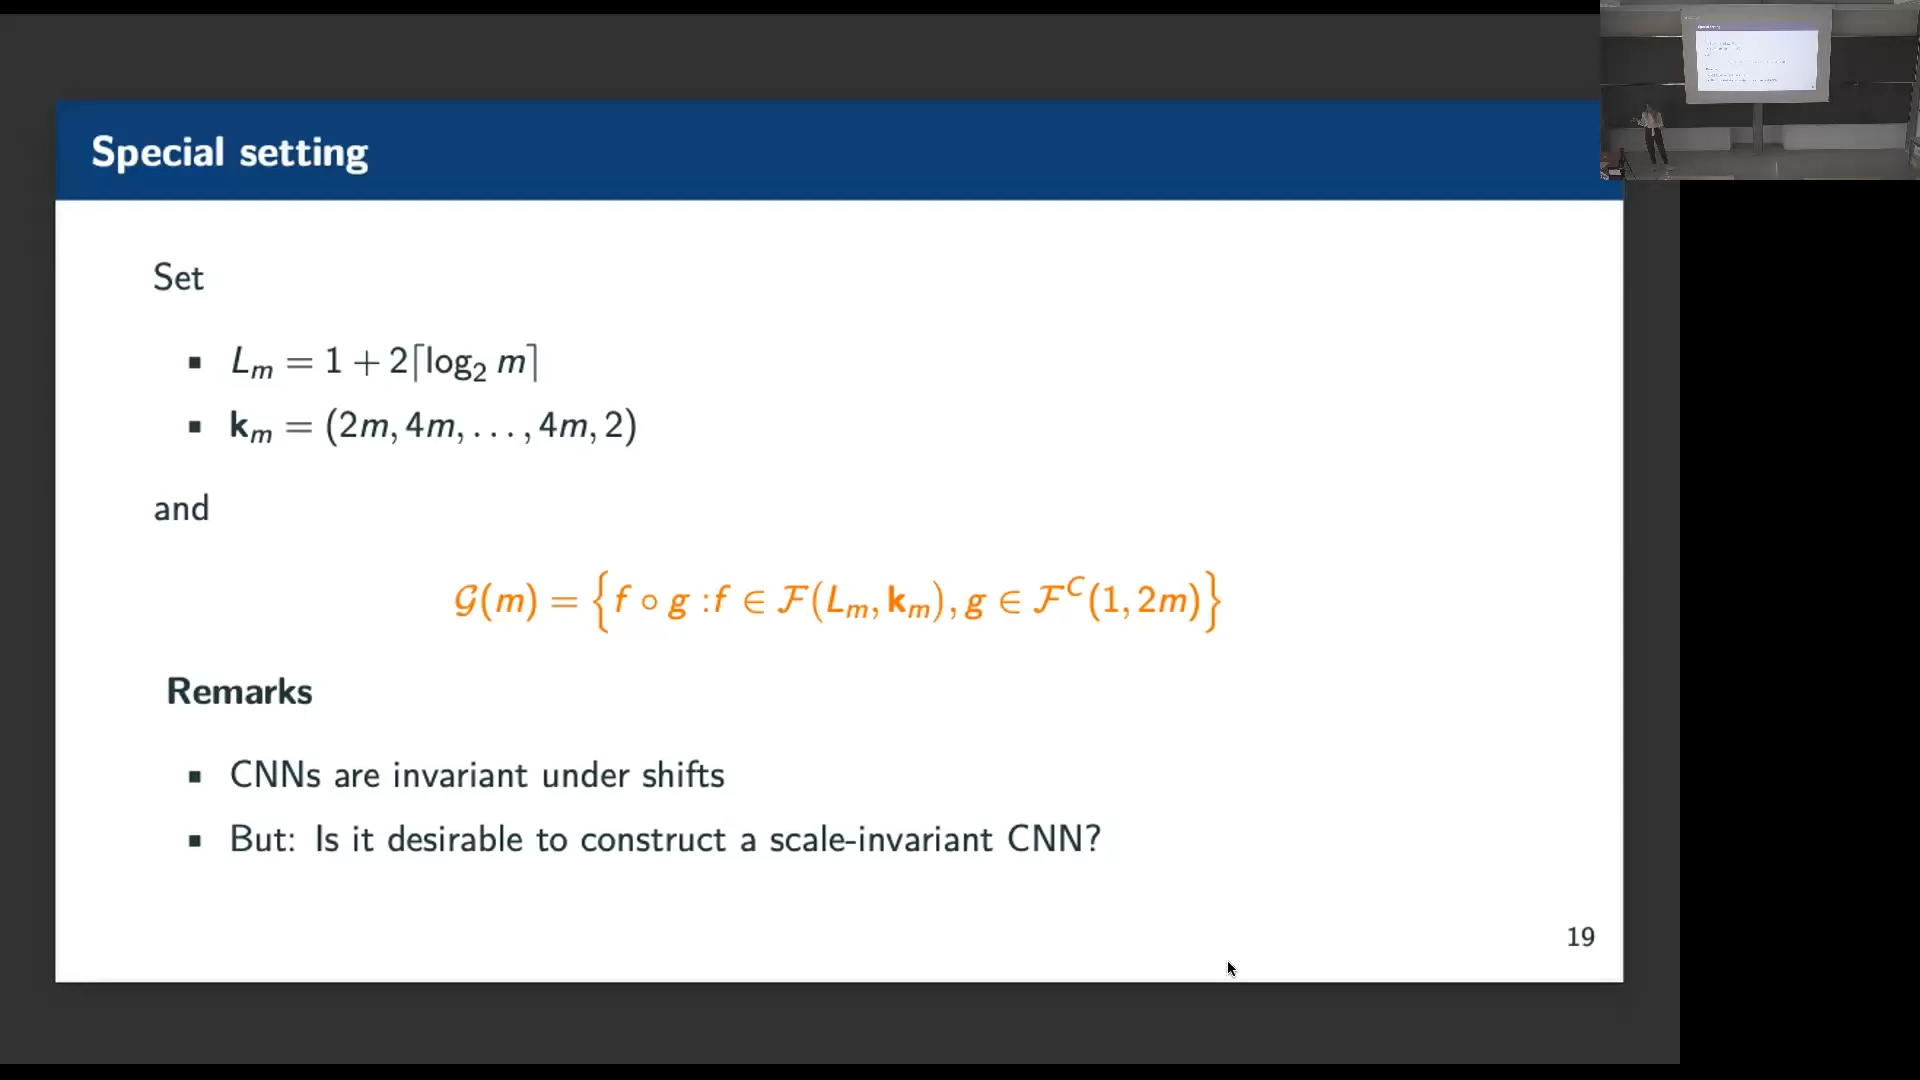 Special setting
Set
▪ L_m = 1 + 2⌈log_2 m⌉
▪ k_m = (2m, 4m, . . . , 4m, 2)
and
𝒢(m) = {f ∘ g : f ∈ ℱ(L_m, k_m), g ∈ ℱ^C(1, 2m)}
Remarks
▪ CNNs are invariant under shifts
▪ But: Is it desirable to construct a scale-invariant CNN?
19